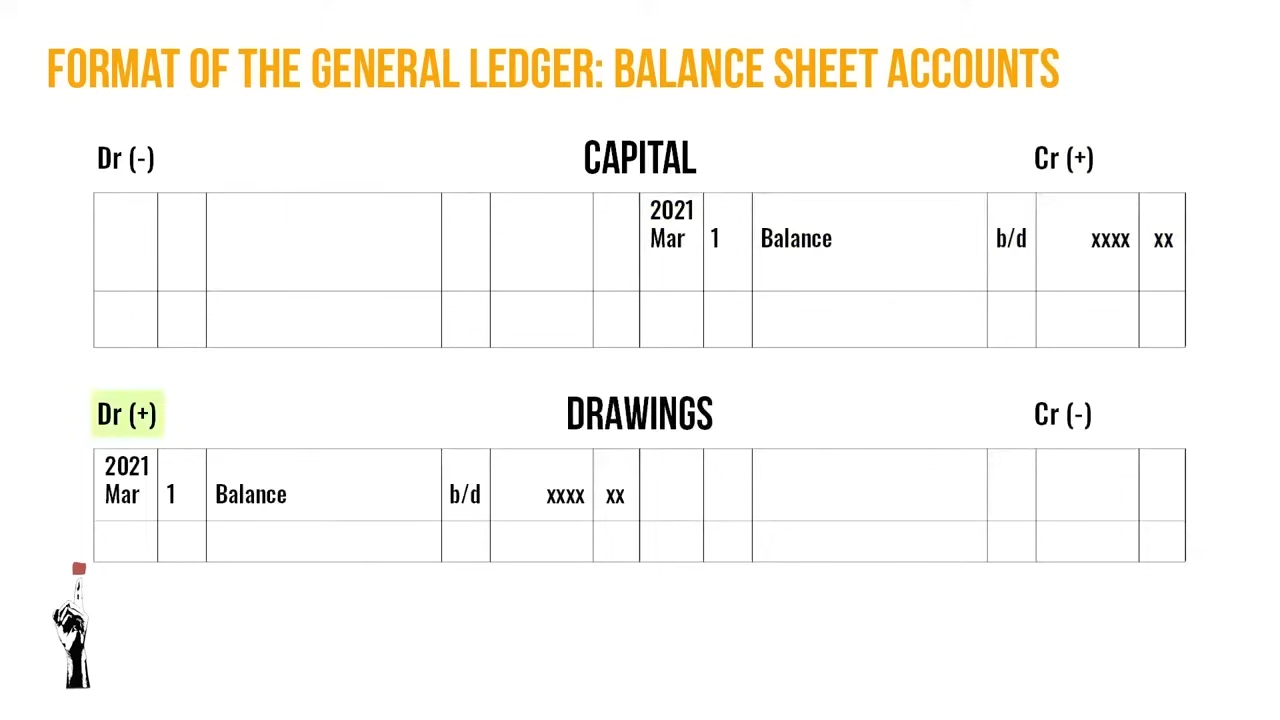 FORMAT OF THE GENERAL LEDGER: BALANCE SHEET ACCOUNTS
Dr (-) CAPITAL Cr (+)
2021
Mar 1 Balance b/d xxxx xx
Dr (+) DRAWINGS Cr (-)
2021
Mar 1 Balance b/d xxxx xx